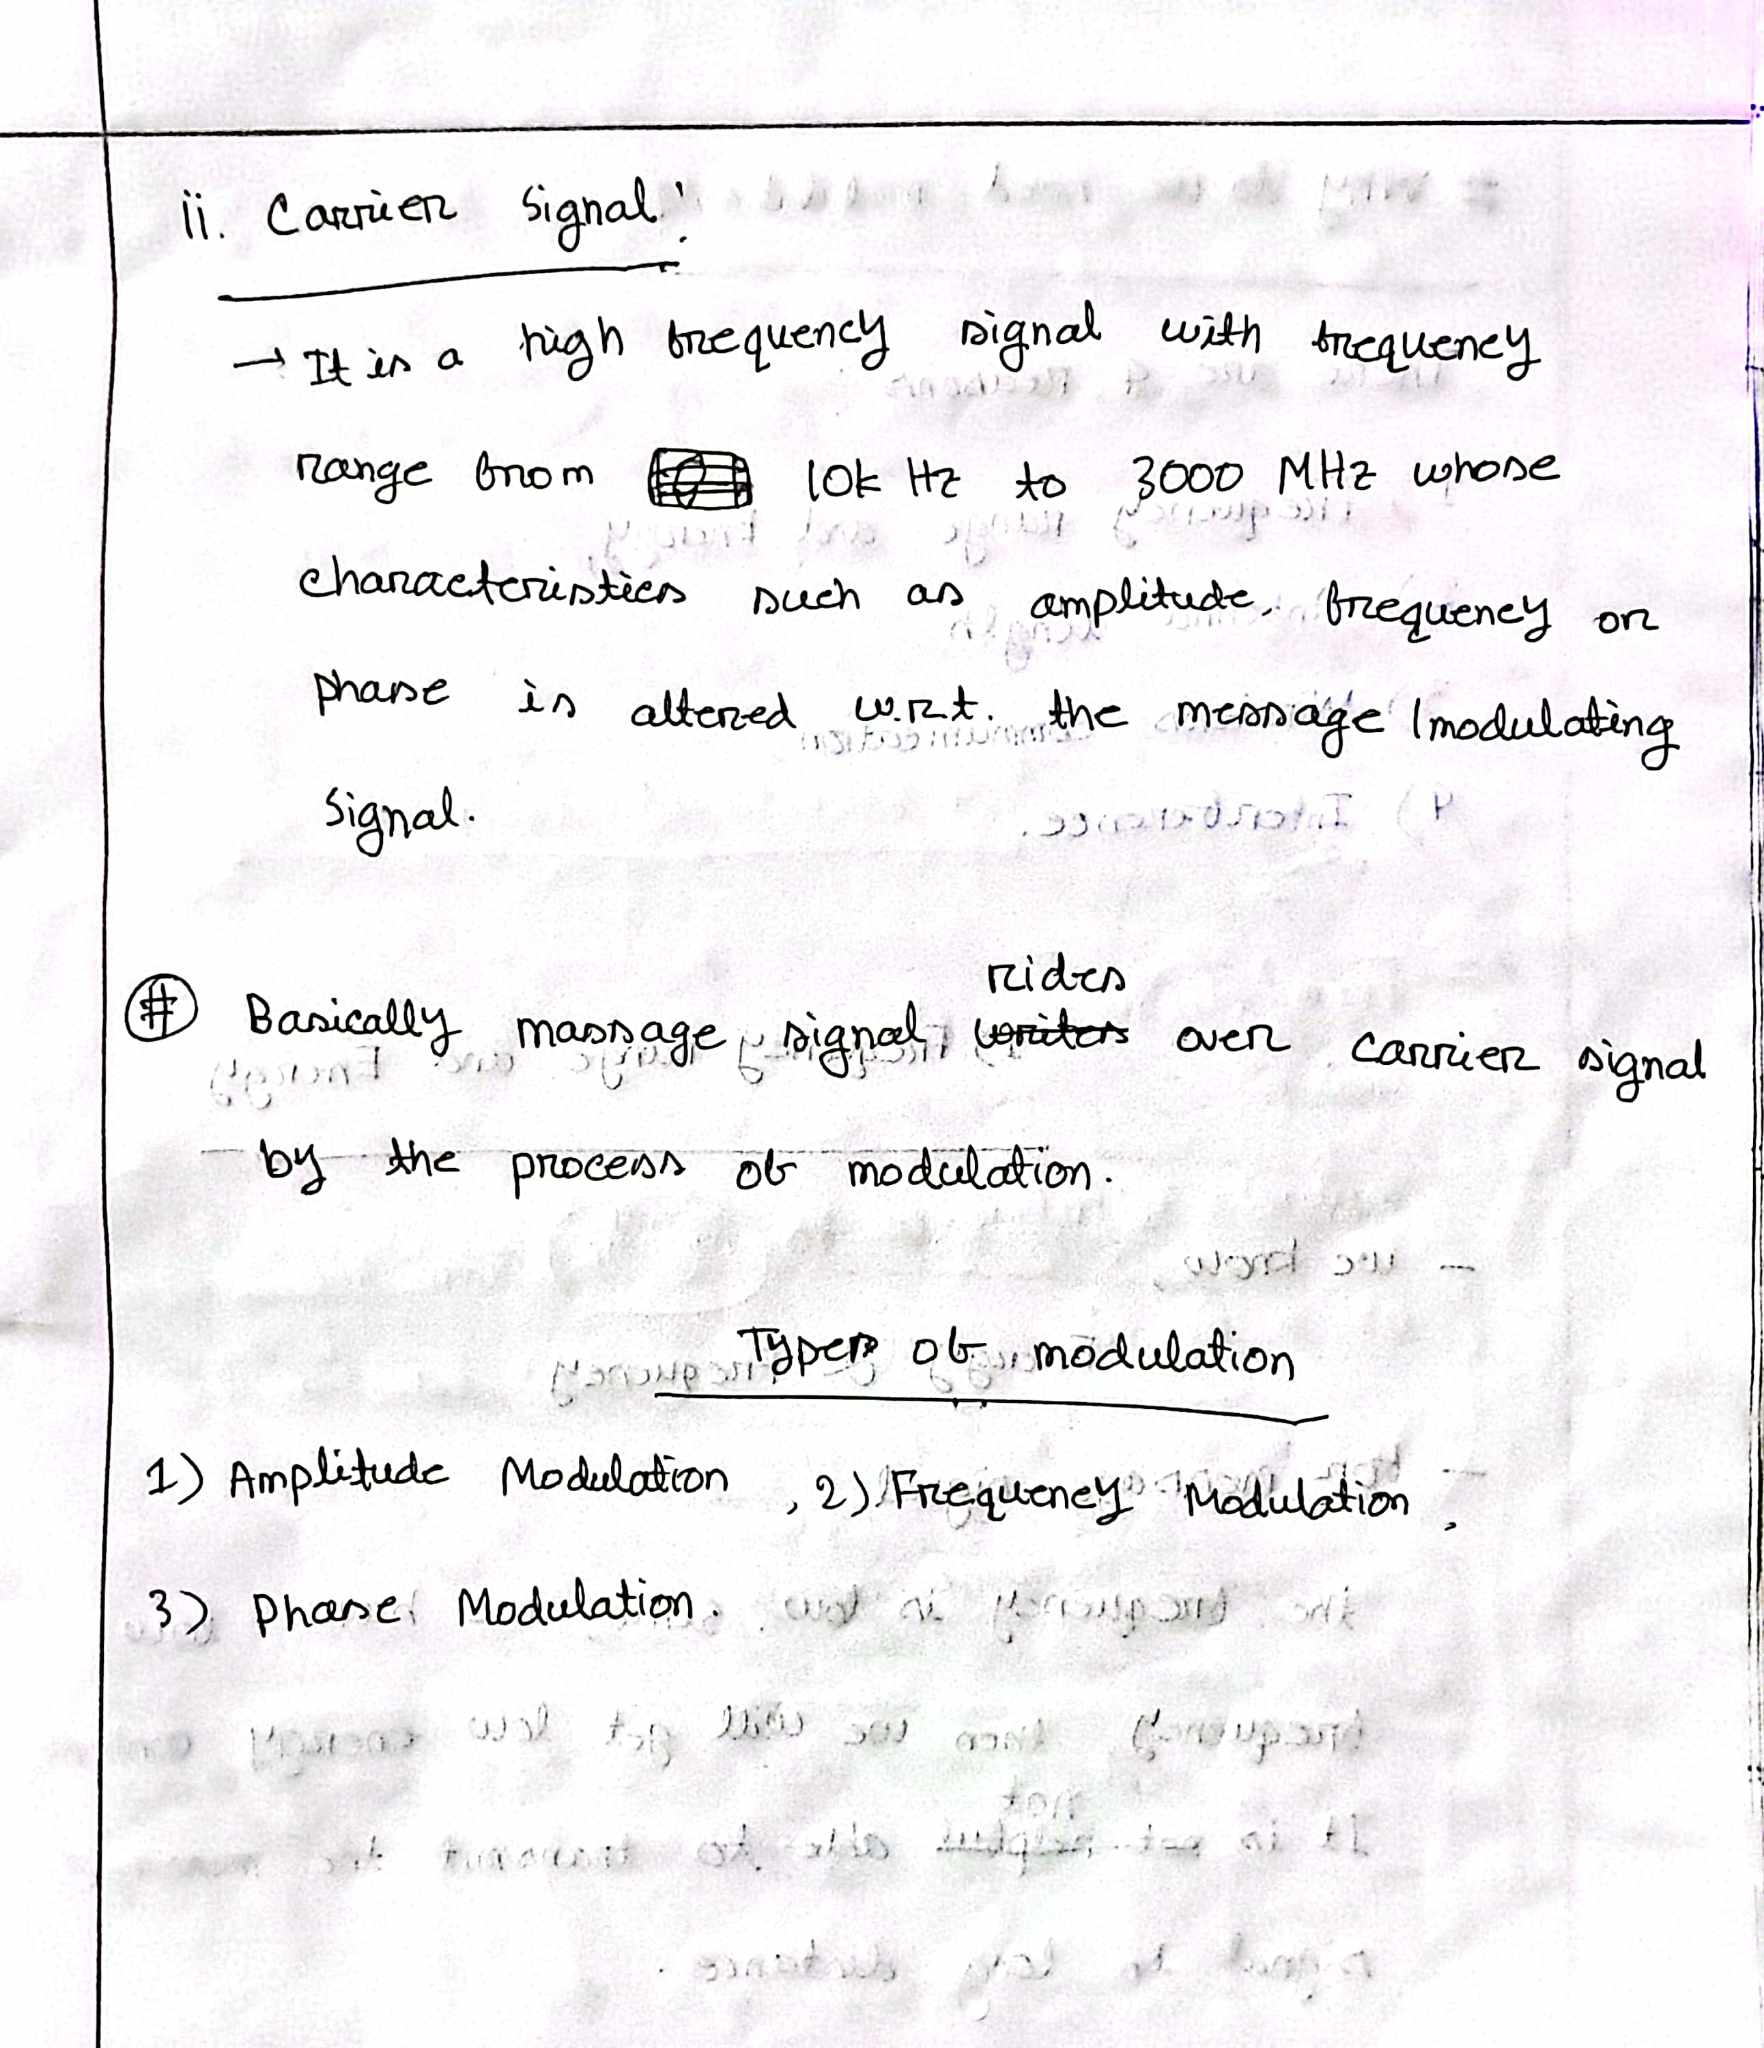 ii. Carrier Signal:
→ It is a high frequency signal with frequency
range from 10k Hz to 3000 MHz whose
characteristics such as amplitude, frequency or
phase is altered w.r.t. the message /modulating
signal.
rides
# Basically massage signal writers over carrier signal
by the process of modulation.
Types of modulation
1) Amplitude Modulation , 2) Frequency Modulation ,
3) Phase Modulation.